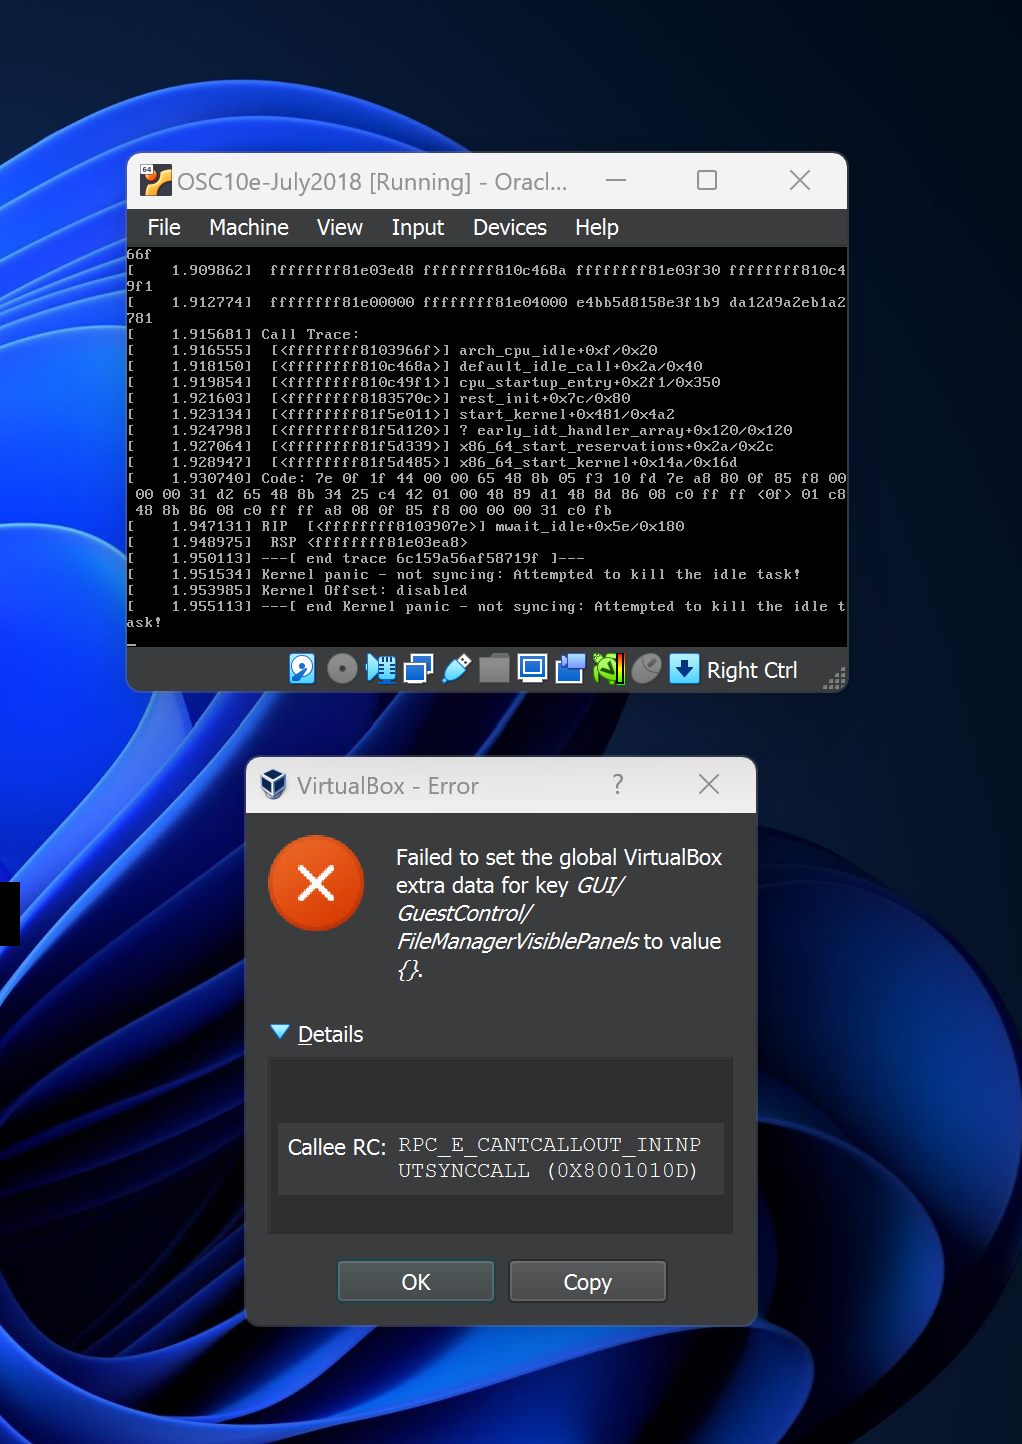 64
OSC10e-July2018 [Running] - Oracl...
File Machine View Input Devices Help
66f
[    1.909862]  ffffffff81e03ed8 ffffffff810c468a ffffffff81e03f30 ffffffff810c4
9f1
[    1.912774]  ffffffff81e00000 ffffffff81e04000 e4bb5d8158e3f1b9 da12d9a2eb1a2
781
[    1.915681] Call Trace:
[    1.916555]  [<ffffffff8103966f>] arch_cpu_idle+0xf/0x20
[    1.918150]  [<ffffffff810c468a>] default_idle_call+0x2a/0x40
[    1.919854]  [<ffffffff810c49f1>] cpu_startup_entry+0x2f1/0x350
[    1.921603]  [<ffffffff8183570c>] rest_init+0x7c/0x80
[    1.923134]  [<ffffffff81f5e011>] start_kernel+0x481/0x4a2
[    1.924798]  [<ffffffff81f5d120>] ? early_idt_handler_array+0x120/0x120
[    1.927064]  [<ffffffff81f5d339>] x86_64_start_reservations+0x2a/0x2c
[    1.928947]  [<ffffffff81f5d485>] x86_64_start_kernel+0x14a/0x16d
[    1.930740] Code: 7e 0f 1f 44 00 00 65 48 8b 05 f3 10 fd 7e a8 80 0f 85 f8 00
 00 00 31 d2 65 48 8b 34 25 c4 42 01 00 48 89 d1 48 8d 86 08 c0 ff ff <0f> 01 c8
 48 8b 86 08 c0 ff ff a8 08 0f 85 f8 00 00 00 31 c0 fb
[    1.947131] RIP  [<ffffffff8103907e>] mwait_idle+0x5e/0x180
[    1.948975]  RSP <ffffffff81e03ea8>
[    1.950113] ---[ end trace 6c159a56af58719f ]---
[    1.951534] Kernel panic - not syncing: Attempted to kill the idle task!
[    1.953985] Kernel Offset: disabled
[    1.955113] ---[ end Kernel panic - not syncing: Attempted to kill the idle t
ask!
_
Right Ctrl
VirtualBox - Error ?
Failed to set the global VirtualBox
extra data for key GUI/
GuestControl/
FileManagerVisiblePanels to value
{}.
Details
Callee RC: RPC_E_CANTCALLOUT_ININP
UTSYNCCALL (0X8001010D)
OK Copy